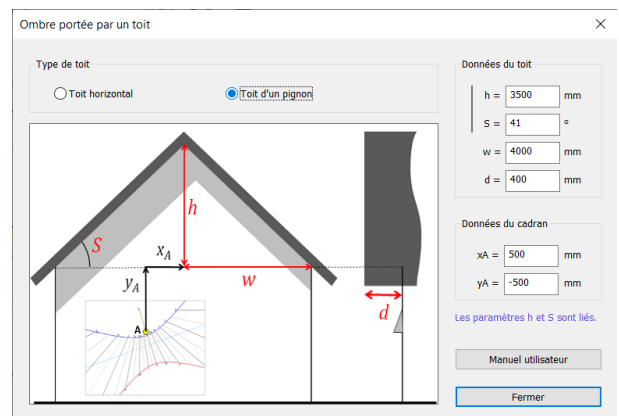 Ombre portée par un toit
Type de toit
Toit horizontal
Toit d'un pignon
h
S
xA
w
yA
A
d
Données du toit
h = 3500 mm
S = 41 °
w = 4000 mm
d = 400 mm
Données du cadran
xA = 500 mm
yA = -500 mm
Les paramètres h et S sont liés.
Manuel utilisateur
Fermer